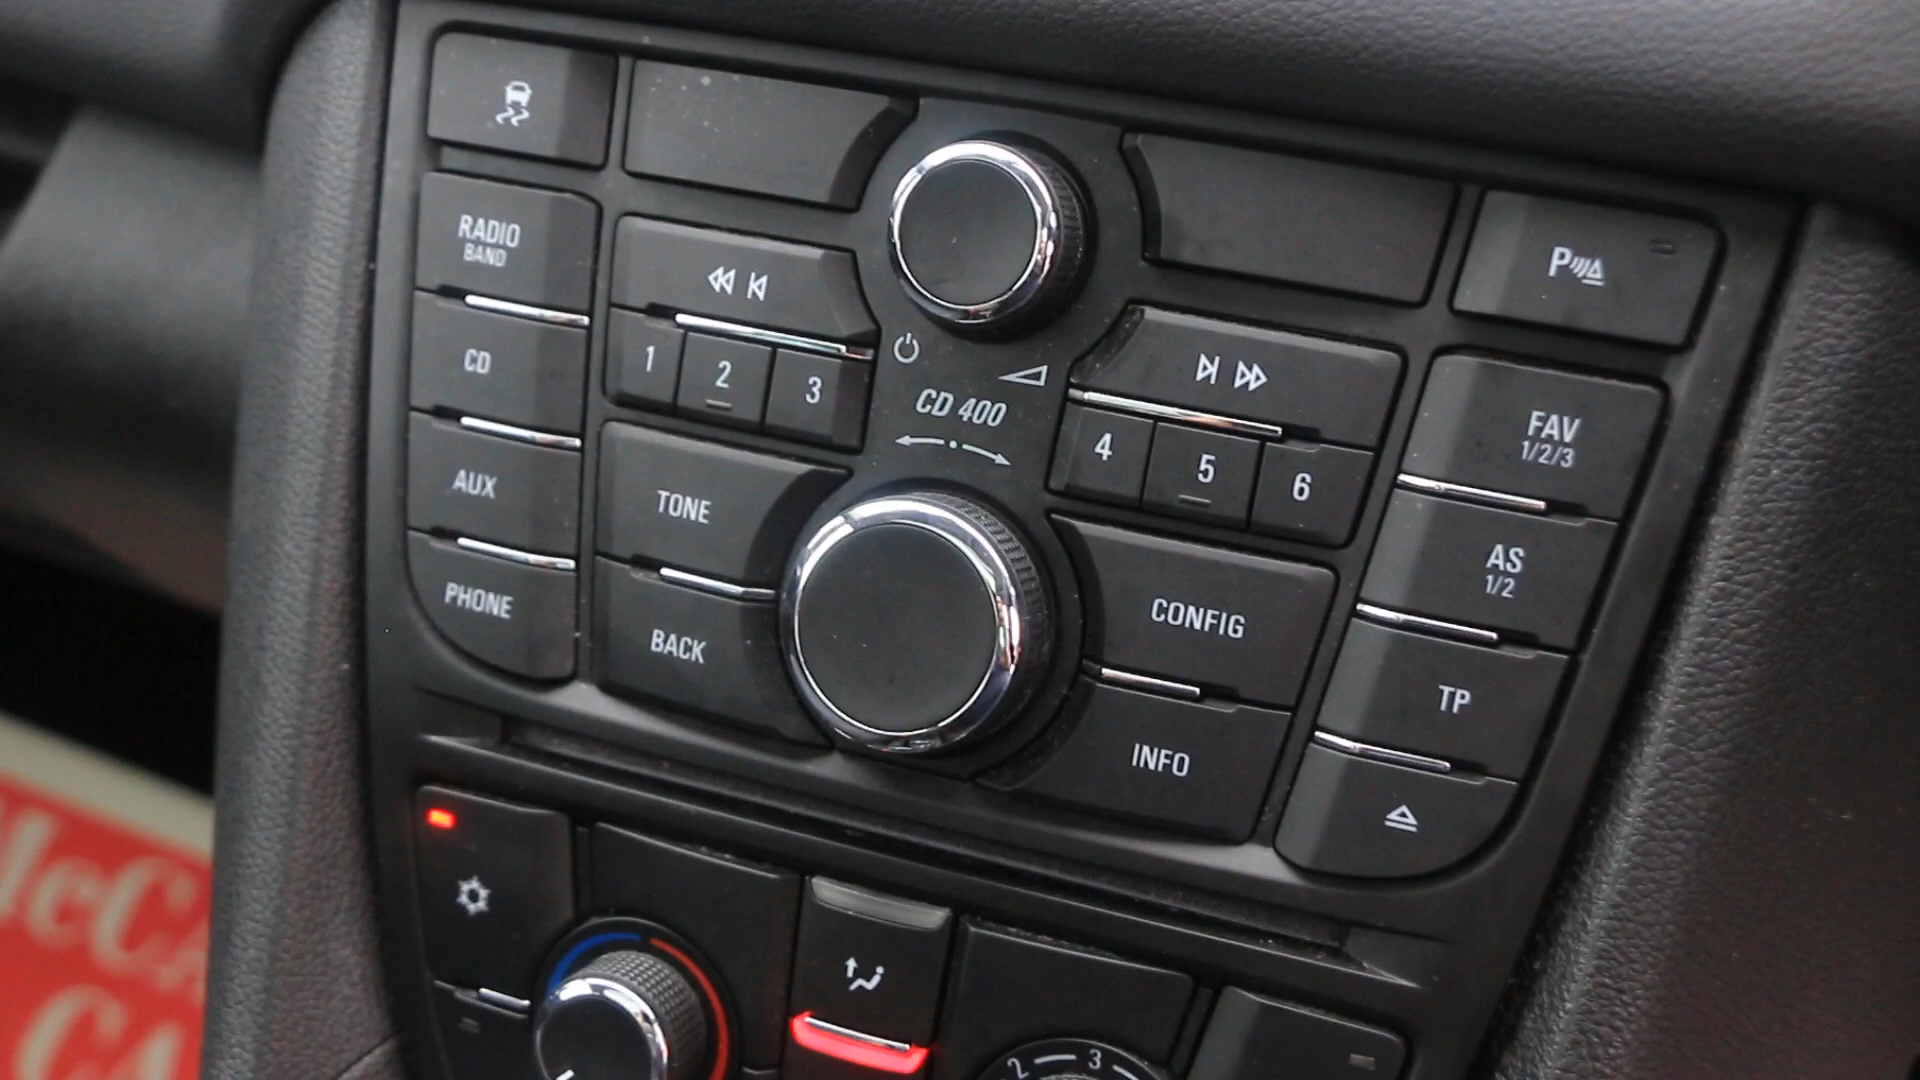 RADIO
BAND
CD
AUX
PHONE
1
2
3
TONE
BACK
CD 400
4
5
6
CONFIG
INFO
P
FAV
1/2/3
AS
1/2
TP
2
3